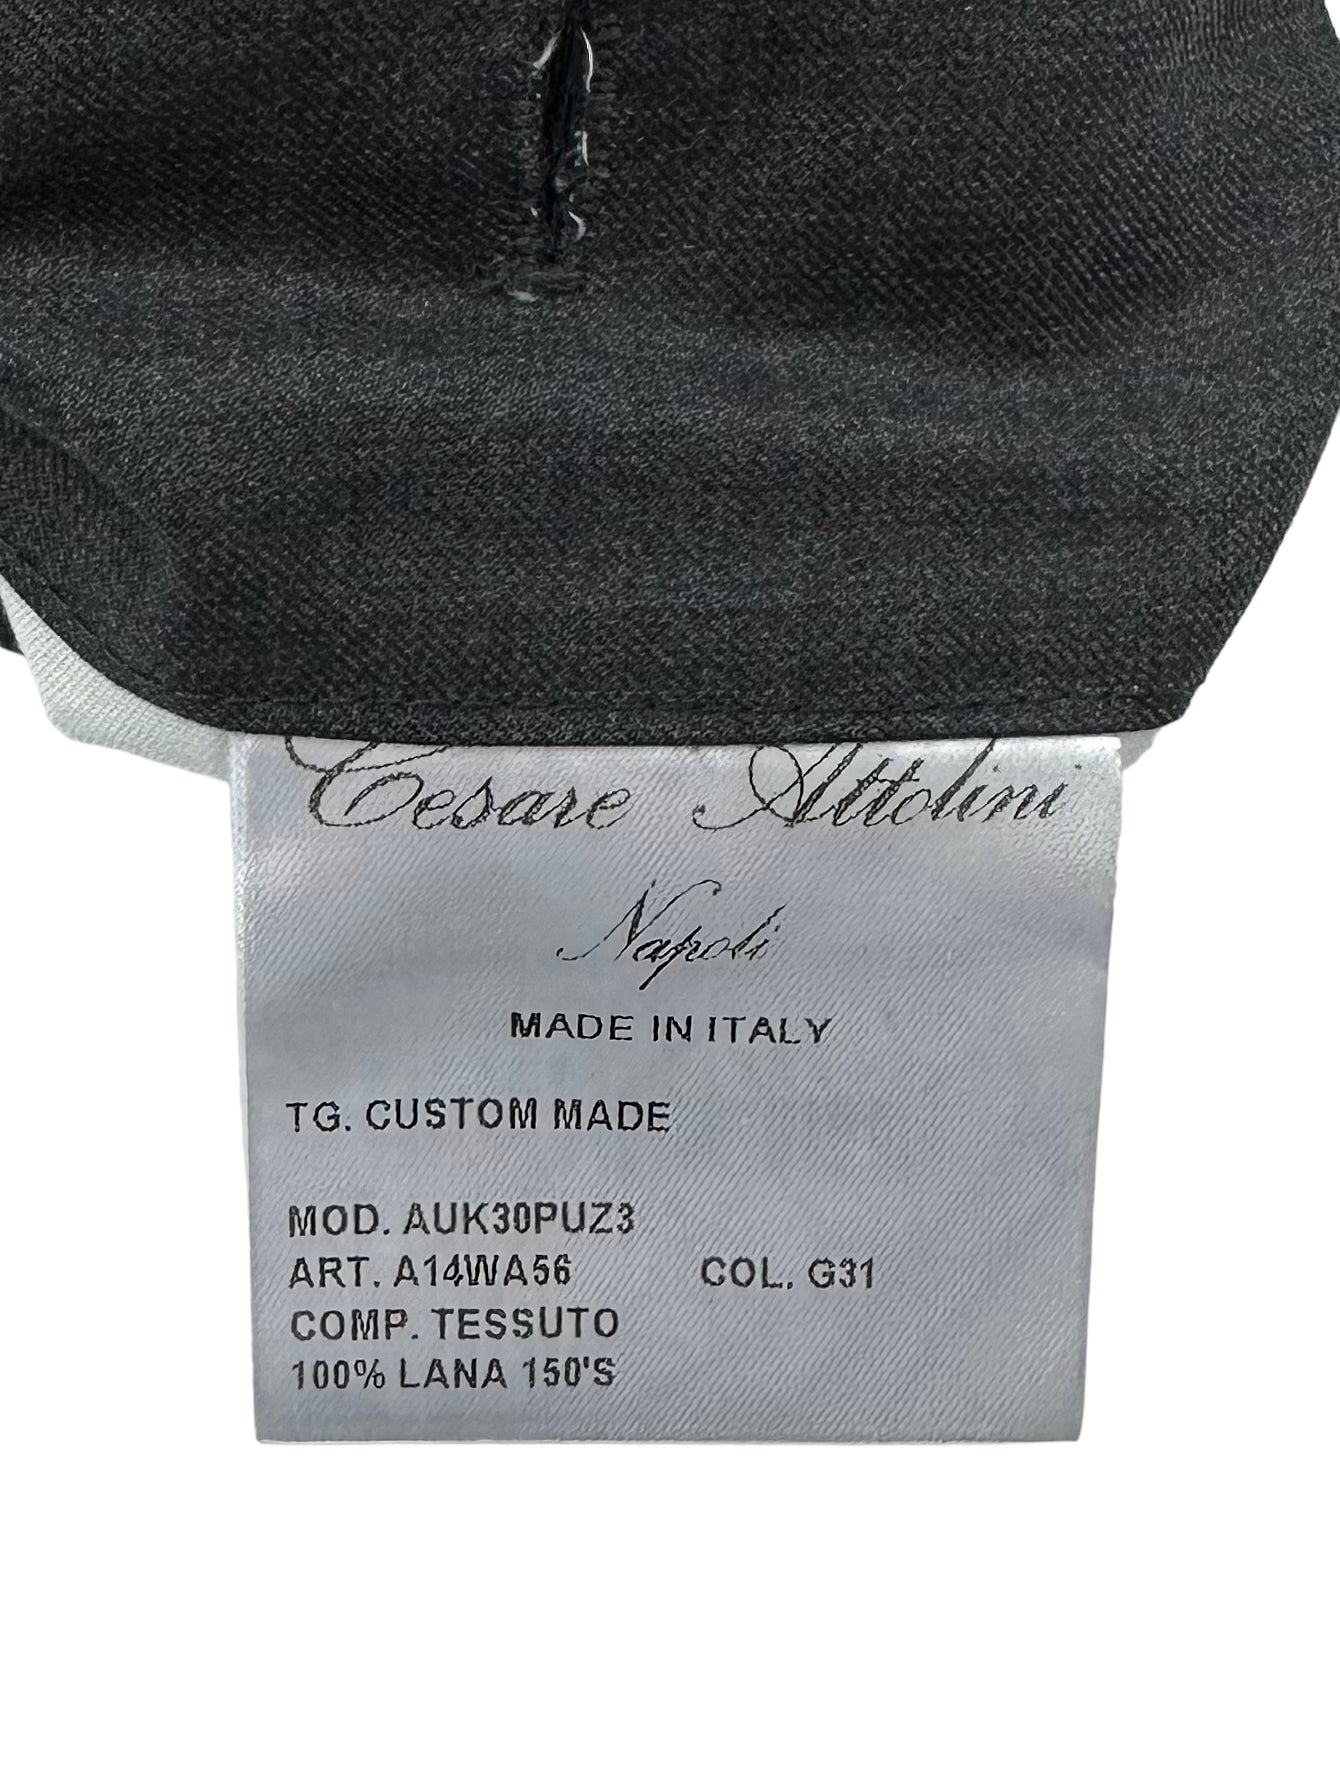 Cesare Attolini
Napoli
MADE IN ITALY
TG. CUSTOM MADE
MOD. AUK30PUZ3
ART. A14WA56 COL. G31
COMP. TESSUTO
100% LANA 150'S